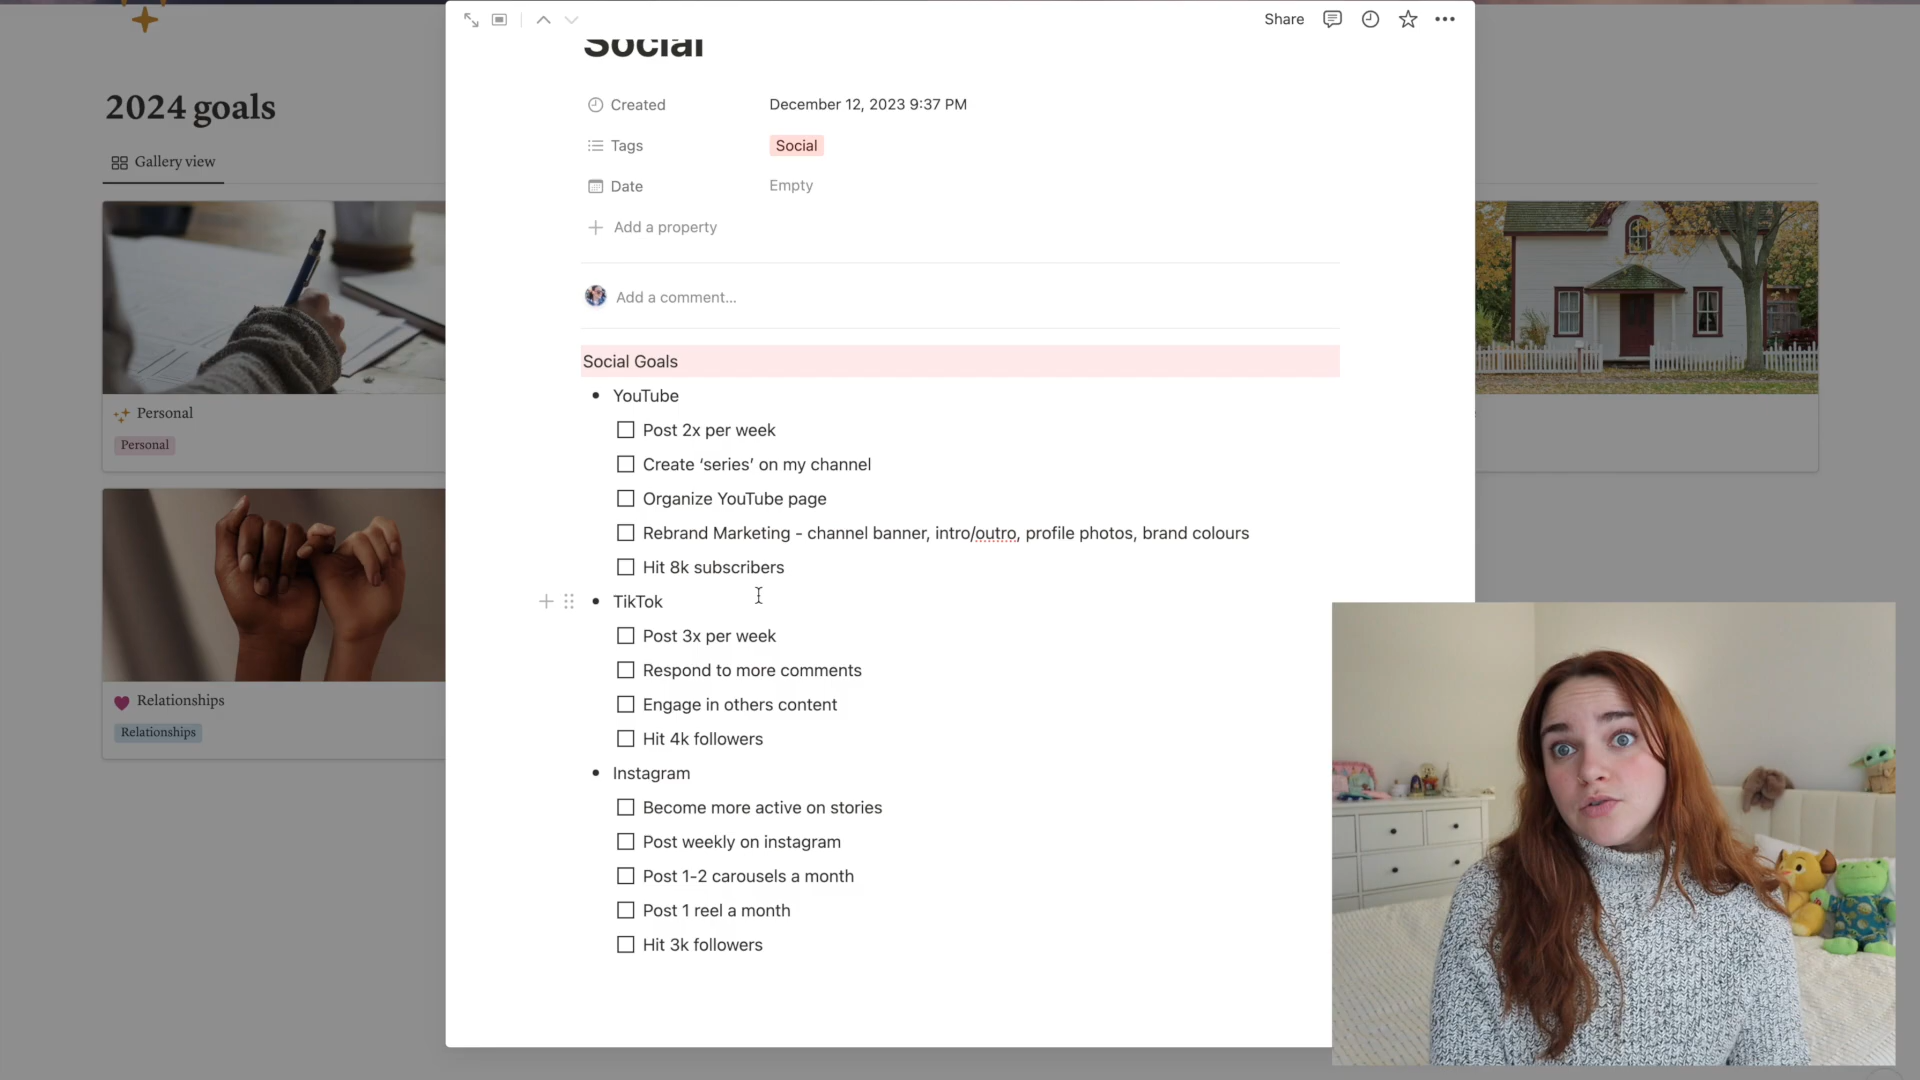 Share
Social
2024 goals
Created
December 12, 2023 9:37 PM
Gallery view
Tags
Social
Date
Empty
Add a property
Add a comment...
Social Goals
YouTube
Post 2x per week
Create ‘series’ on my channel
Organize YouTube page
Rebrand Marketing - channel banner, intro/outro, profile photos, brand colours
Hit 8k subscribers
TikTok
Post 3x per week
Respond to more comments
Engage in others content
Hit 4k followers
Instagram
Become more active on stories
Post weekly on instagram
Post 1-2 carousels a month
Post 1 reel a month
Hit 3k followers
Personal
Personal
Relationships
Relationships